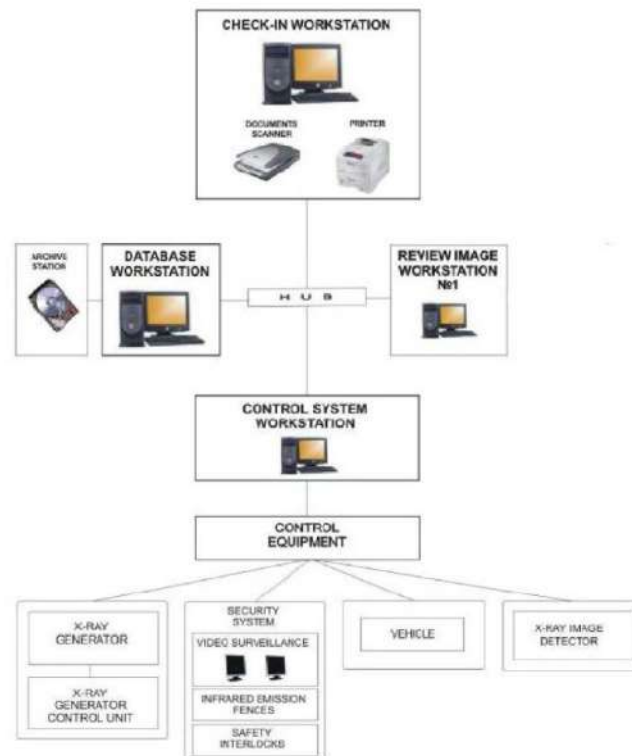 CHECK-IN WORKSTATION
DOCUMENTS
SCANNER
PRINTER
ARCHIVE
STATION
DATABASE
WORKSTATION
H U B
REVIEW IMAGE
WORKSTATION
№1
CONTROL SYSTEM
WORKSTATION
CONTROL
EQUIPMENT
X-RAY
GENERATOR
X-RAY
GENERATOR
CONTROL UNIT
SECURITY
SYSTEM
VIDEO SURVEILLANCE
INFRARED EMISSION
FENCES
SAFETY
INTERLOCKS
VEHICLE
X-RAY IMAGE
DETECTOR